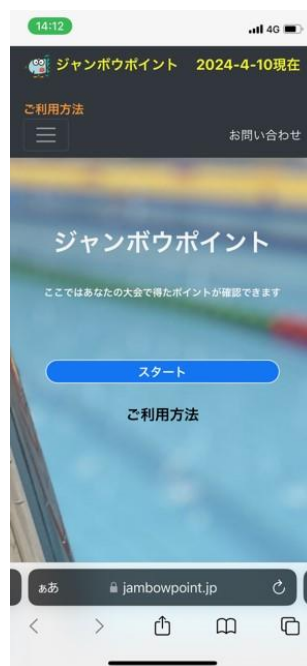 14:12
4G
ジャンボウポイント 2024-4-10現在
ご利用方法
お問い合わせ
ジャンボウポイント
ここではあなたの大会で得たポイントが確認できます
スタート
ご利用方法
ぁあ
jambowpoint.jp